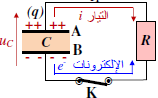 (q) i التيار
++ ++ A
u_C C R
B
- - - -
(q) e⁻ الإلكترونات
K